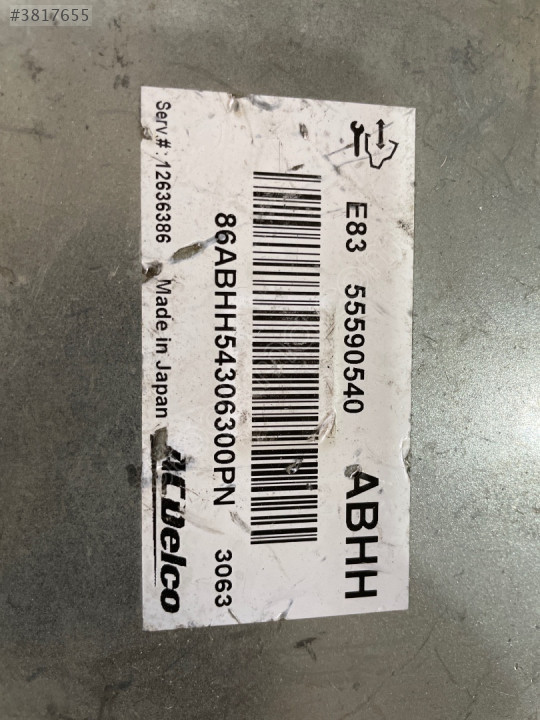 #3817655
E83 55590540 ABHH
86ABHH54306300PN 3063
Serv.#: 12636386 Made in Japan ACDelco